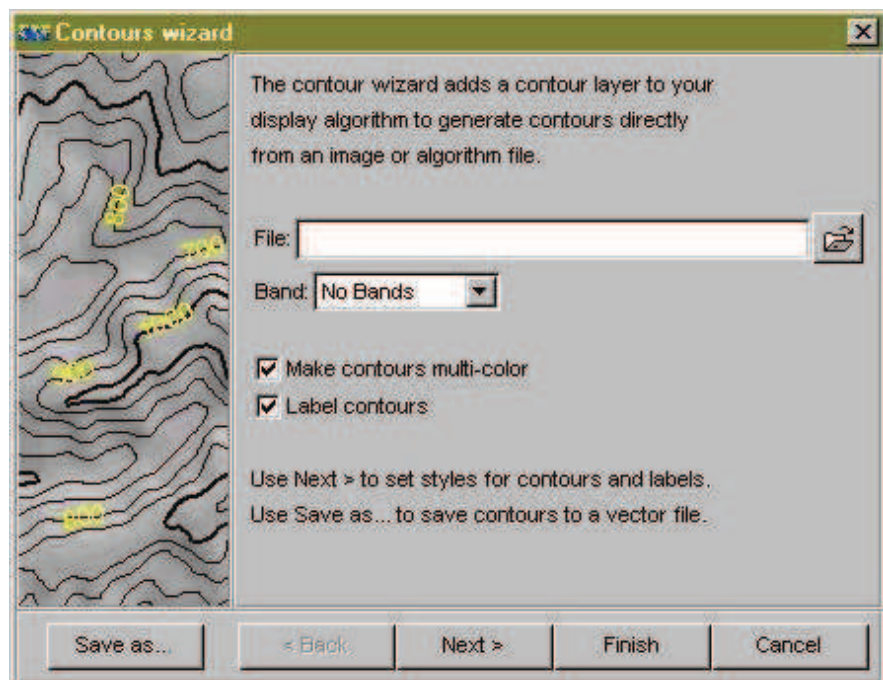 Contours wizard
The contour wizard adds a contour layer to your
display algorithm to generate contours directly
from an image or algorithm file.
File:
Band: No Bands
Make contours multi-color
Label contours
Use Next > to set styles for contours and labels.
Use Save as... to save contours to a vector file.
700
Save as...
< Back
Next >
Finish
Cancel